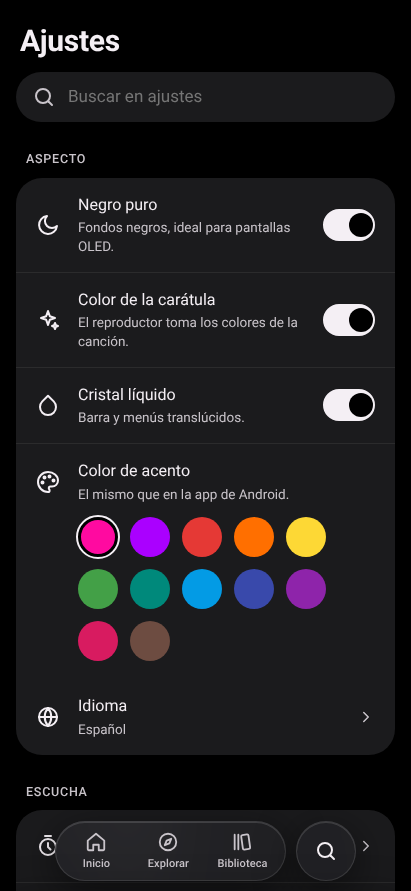 Ajustes
Buscar en ajustes
ASPECTO
Negro puro
Fondos negros, ideal para pantallas
OLED.
Color de la carátula
El reproductor toma los colores de la
canción.
Cristal líquido
Barra y menús translúcidos.
Color de acento
El mismo que en la app de Android.
Idioma
Español
ESCUCHA
Inicio
Explorar
Biblioteca